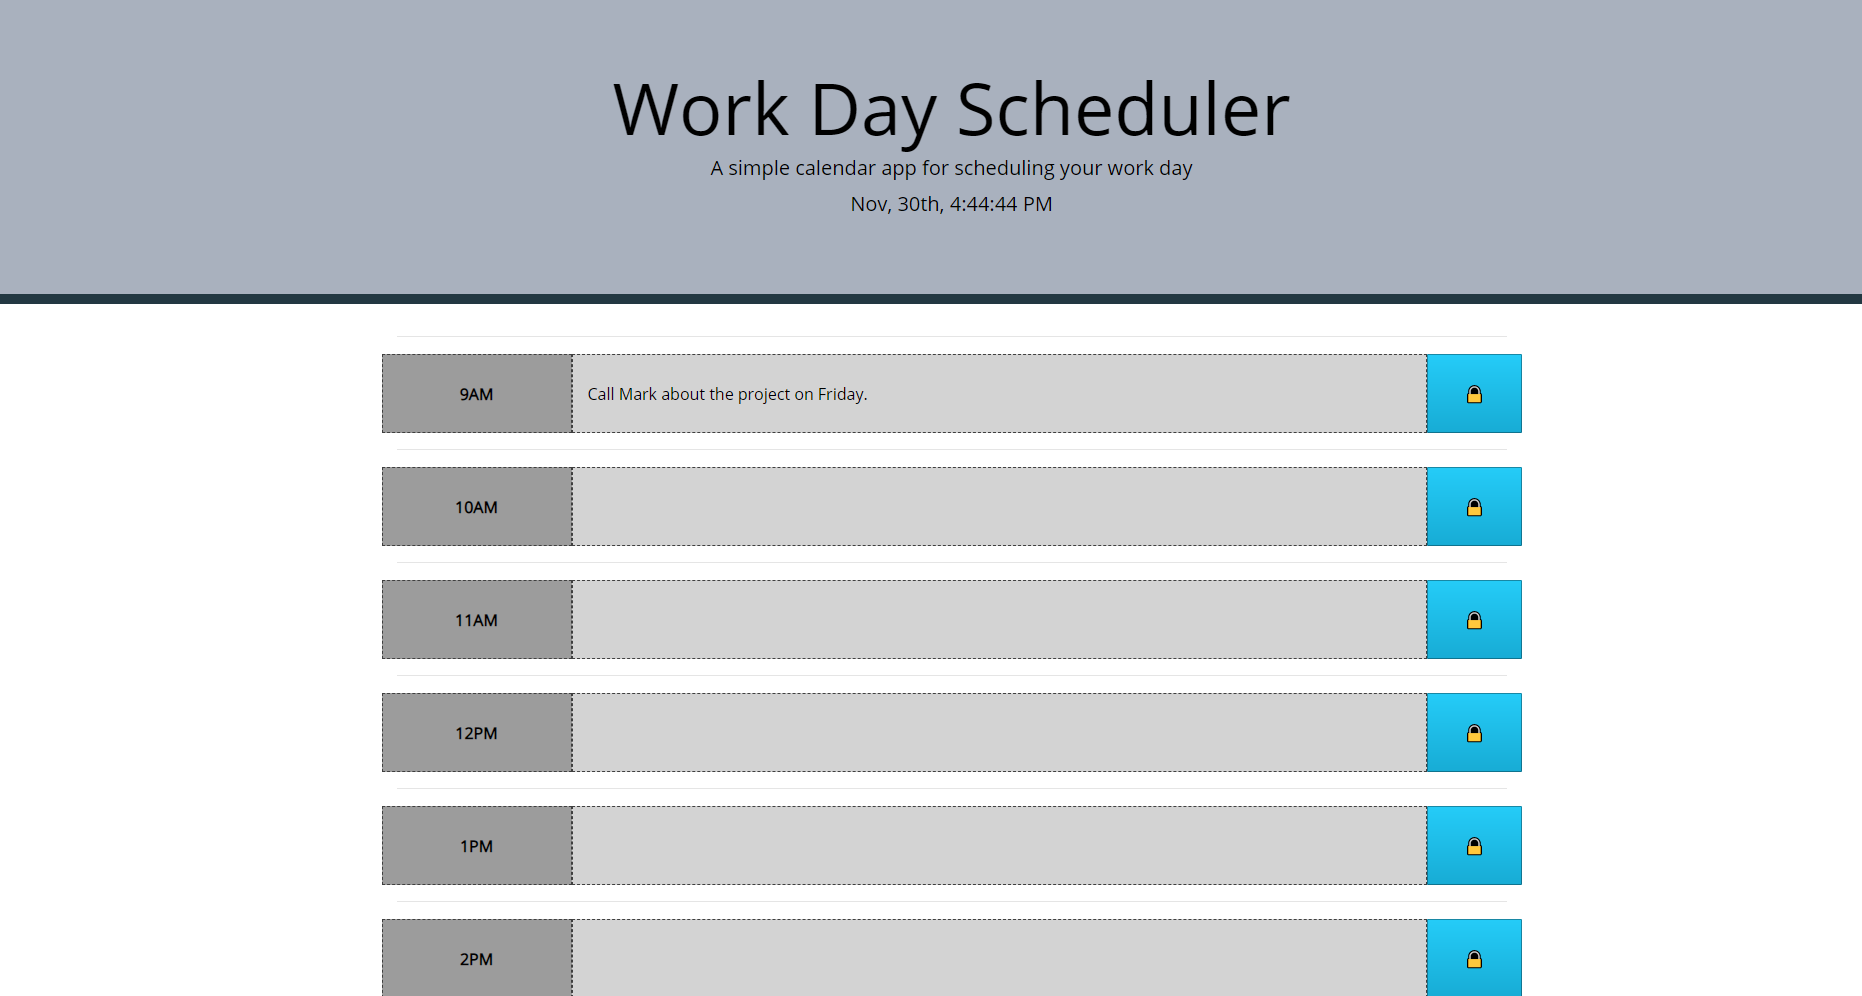 Work Day Scheduler
A simple calendar app for scheduling your work day
Nov, 30th, 4:44:44 PM
9AM
Call Mark about the project on Friday.
10AM
11AM
12PM
1PM
2PM